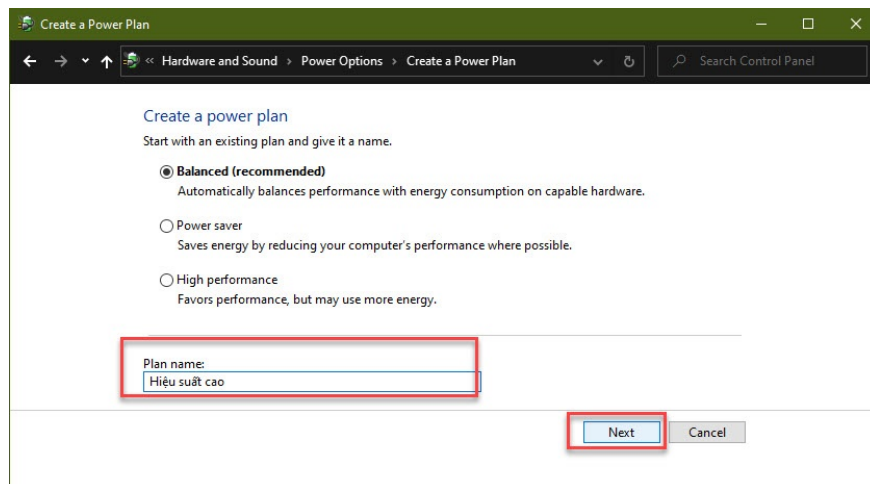 Create a Power Plan
« Hardware and Sound › Power Options › Create a Power Plan
Search Control Panel
Create a power plan
Start with an existing plan and give it a name.
Balanced (recommended)
Automatically balances performance with energy consumption on capable hardware.
Power saver
Saves energy by reducing your computer's performance where possible.
High performance
Favors performance, but may use more energy.
Plan name:
Hiệu suất cao
Next Cancel